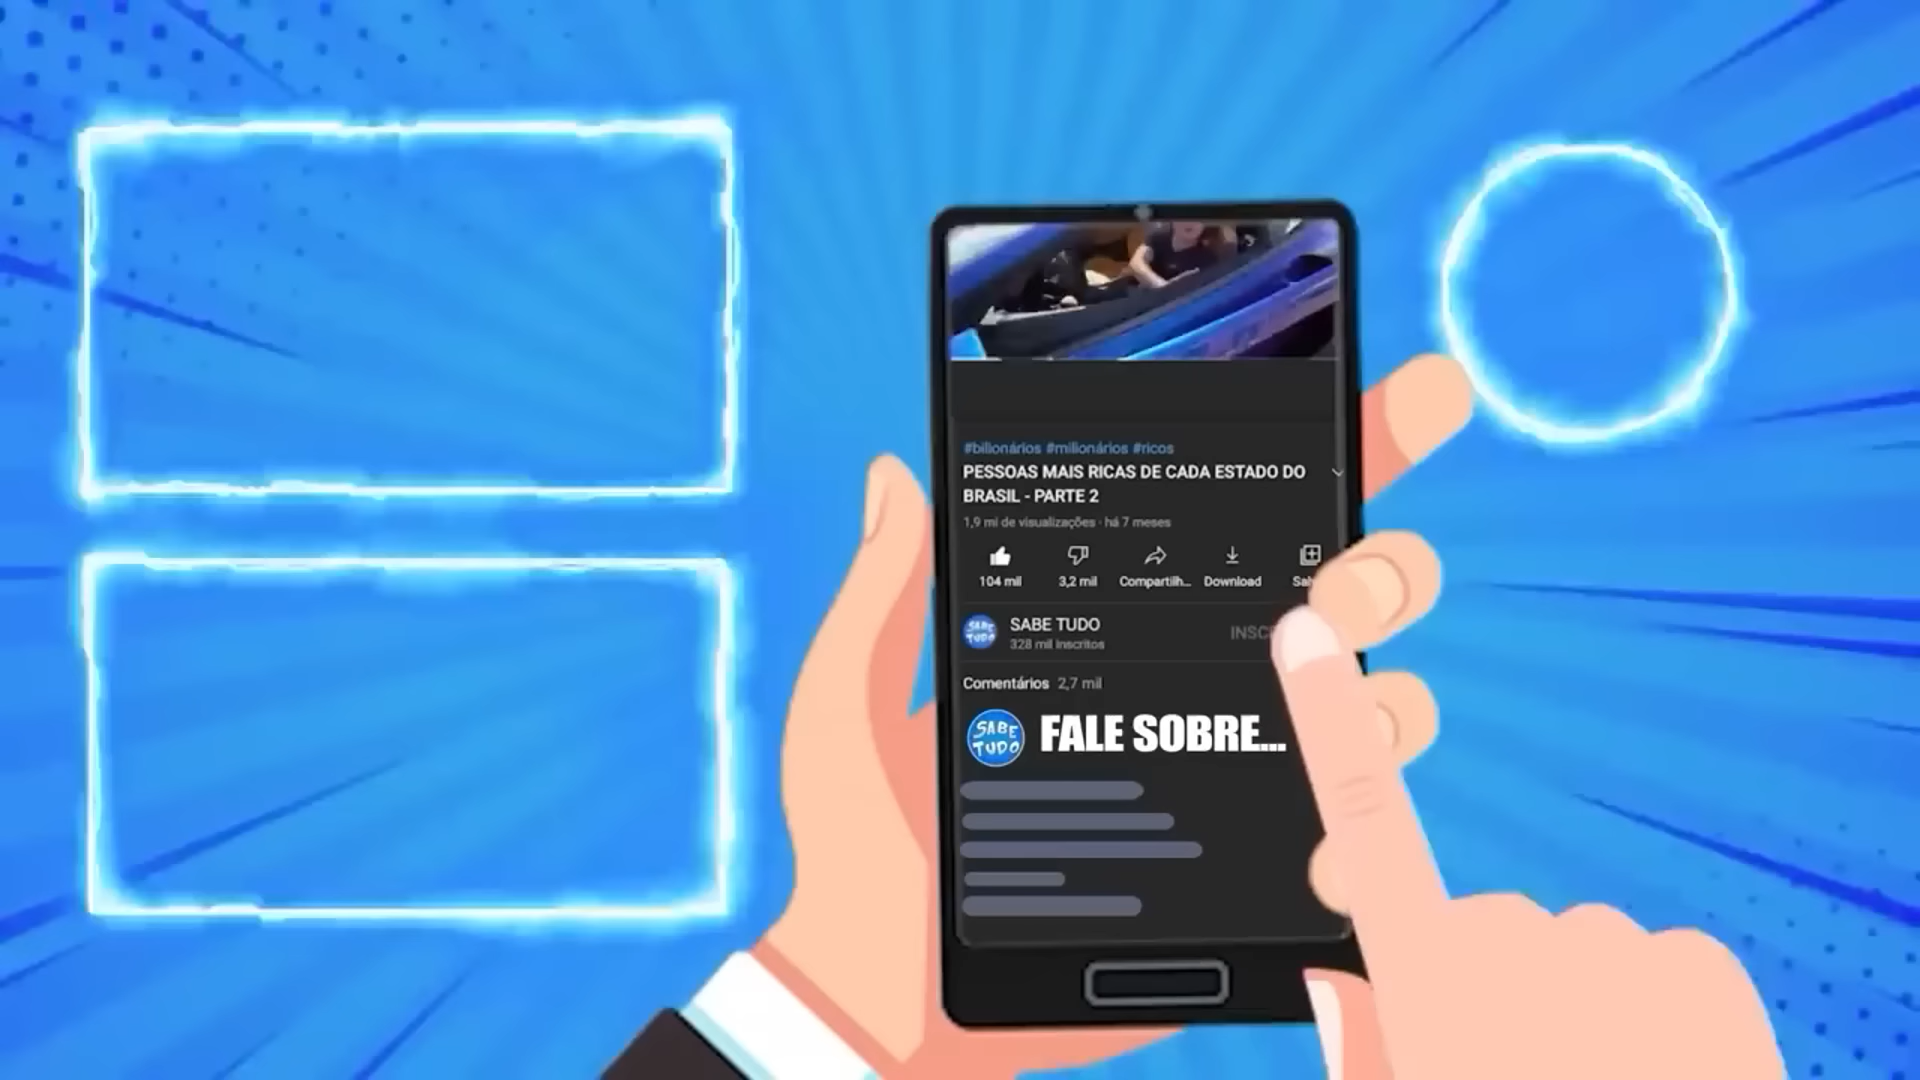 #bilionários #milionários #ricos
PESSOAS MAIS RICAS DE CADA ESTADO DO
BRASIL - PARTE 2
1,9 mi de visualizações · há 7 meses
104 mil
3,2 mil
Compartilh...
Download
SABE TUDO
SABE TUDO
328 mil inscritos
Comentários 2,7 mil
SABE
TUDO
FALE SOBRE...